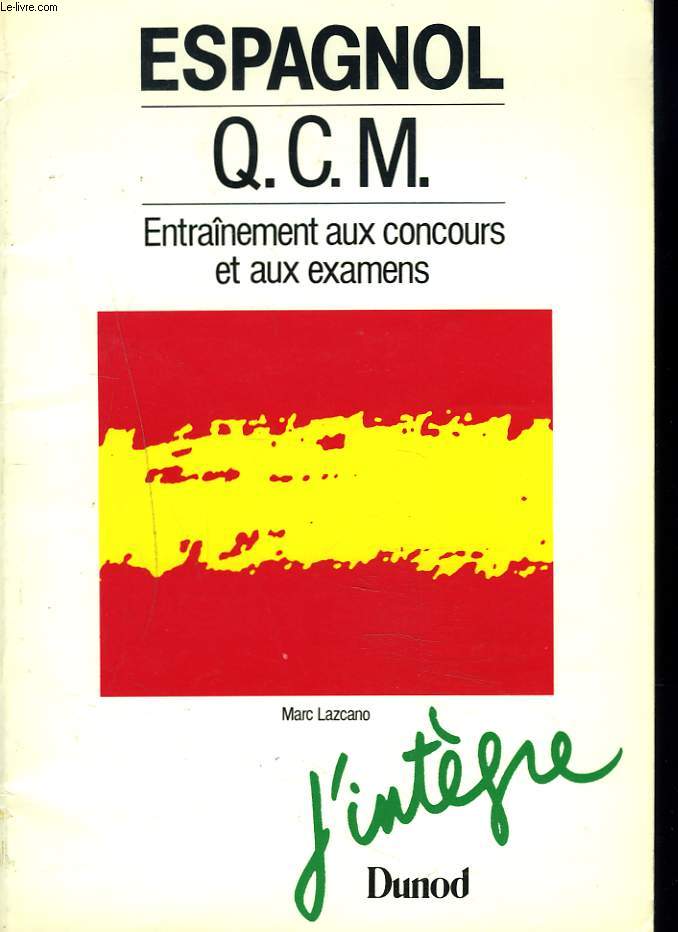 Le-livre.com
ESPAGNOL
Q.C.M.
Entraînement aux concours
et aux examens
Marc Lazcano
j'intègre
Dunod